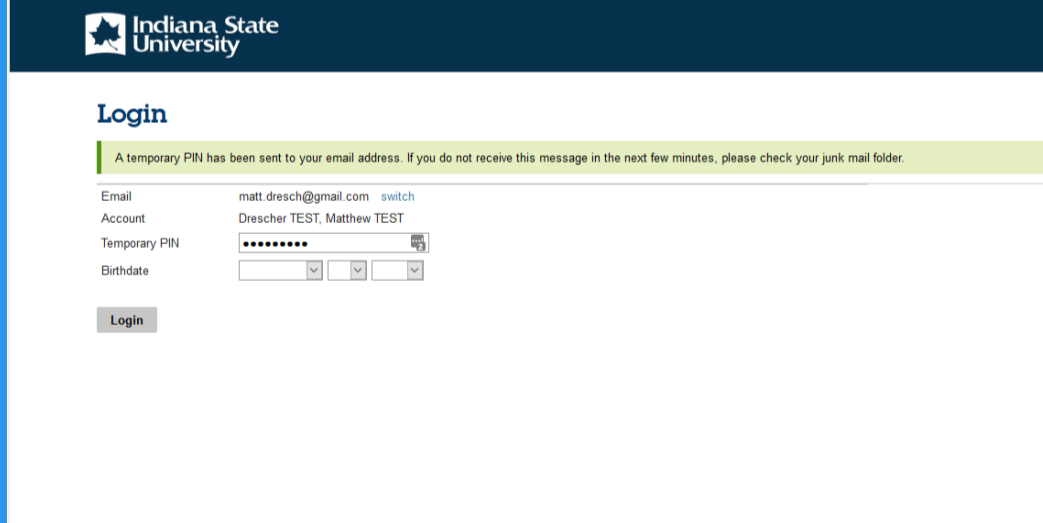 Indiana State
University
Login
A temporary PIN has been sent to your email address. If you do not receive this message in the next few minutes, please check your junk mail folder.
Email matt.dresch@gmail.com switch
Account Drescher TEST, Matthew TEST
Temporary PIN •••••••••
Birthdate
Login